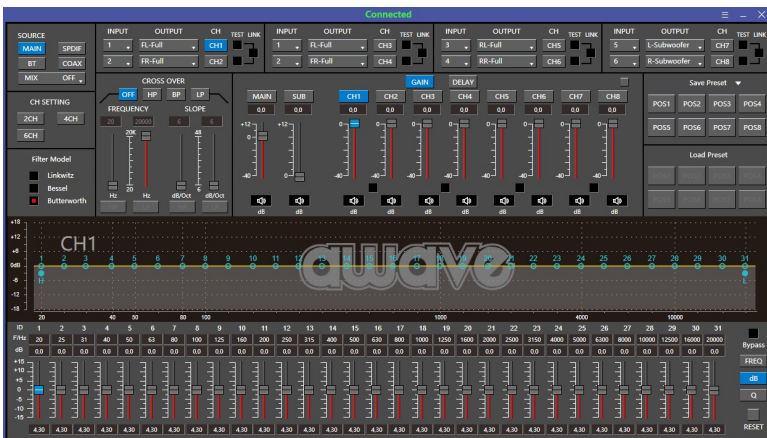 Connected
SOURCE
MAIN SPDIF
BT COAX
MIX OFF
CH SETTING
2CH 4CH
6CH
Filter Model
Linkwitz
Bessel
Butterworth
INPUT OUTPUT CH TEST LINK
1 FL-Full CH1
2 FR-Full CH2
INPUT OUTPUT CH TEST LINK
1 FL-Full CH3
2 FR-Full CH4
INPUT OUTPUT CH TEST LINK
3 RL-Full CH5
4 RR-Full CH6
INPUT OUTPUT CH TEST LINK
5 L-Subwoofer CH7
6 R-Subwoofer CH8
CROSS OVER
OFF HP BP LP
FREQUENCY SLOPE
20 20000 6 6
20K 48
20 6
Hz Hz dB/Oct dB/Oct
GAIN DELAY
MAIN SUB CH1 CH2 CH3 CH4 CH5 CH6 CH7 CH8
0,0 0,0 0,0 0,0 0,0 0,0 0,0 0,0 0,0 0,0
+12 +12 0 0 0 0 0 0 0 0
0
-40 0 -40 -40 -40 -40 -40 -40 -40 -40
dB dB dB dB dB dB dB dB dB dB
Save Preset
POS1 POS2 POS3 POS4
POS5 POS6 POS7 POS8
Load Preset
+18
+12
+6
0dB
-6
-12
-18
CH1
awave
1 2 3 4 5 6 7 8 9 10 11 12 13 14 15 16 17 18 19 20 21 22 23 24 25 26 27 28 29 30 31
H L
20 40 60 80 100 200 1000 4000 10000
ID 1 2 3 4 5 6 7 8 9 10 11 12 13 14 15 16 17 18 19 20 21 22 23 24 25 26 27 28 29 30 31
F/Hz 20 25 31 40 50 63 80 100 125 160 200 250 315 400 500 630 800 1000 1250 1600 2000 2500 3150 4000 5000 6300 8000 10000 12500 16000 20000
dB 0,0 0,0 0,0 0,0 0,0 0,0 0,0 0,0 0,0 0,0 0,0 0,0 0,0 0,0 0,0 0,0 0,0 0,0 0,0 0,0 0,0 0,0 0,0 0,0 0,0 0,0 0,0 0,0 0,0 0,0 0,0
+15
+10
+5
0
-5
-10
-15
4.30 4.30 4.30 4.30 4.30 4.30 4.30 4.30 4.30 4.30 4.30 4.30 4.30 4.30 4.30 4.30 4.30 4.30 4.30 4.30 4.30 4.30 4.30 4.30 4.30 4.30 4.30 4.30 4.30 4.30 4.30
Bypass
FREQ
dB
Q
RESET